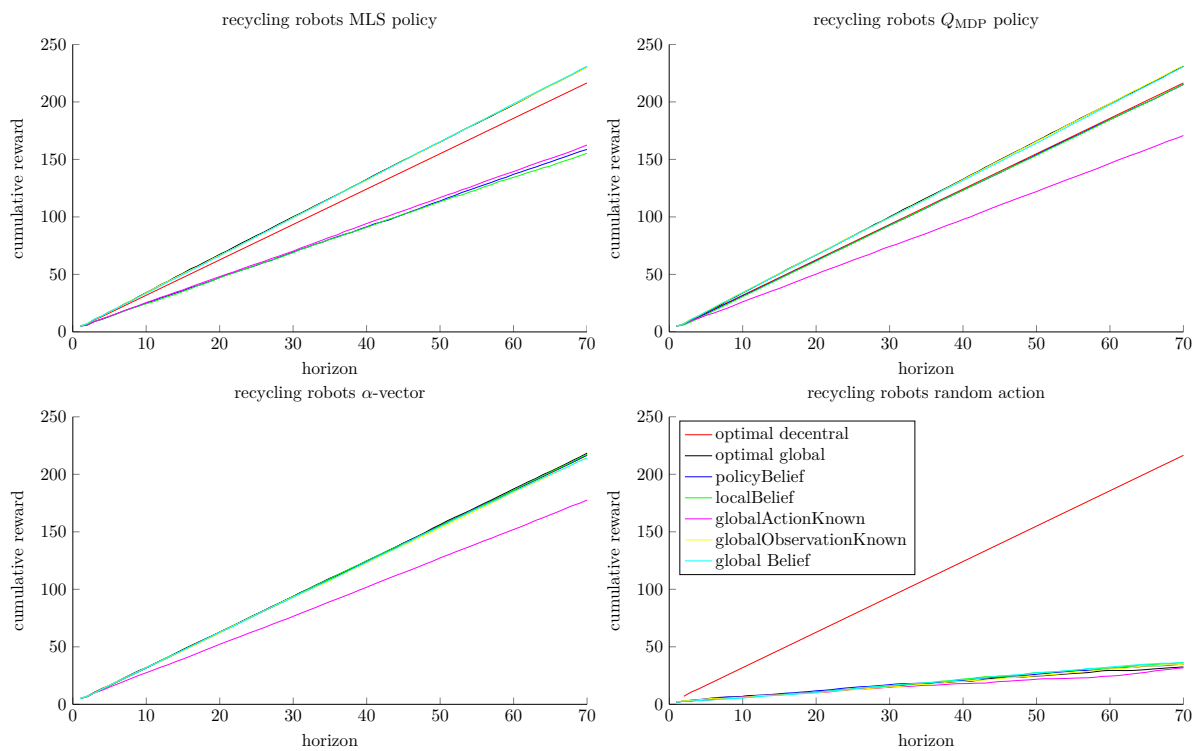 recycling robots MLS policy
250
200
150
100
50
0
0 10 20 30 40 50 60 70
cumulative reward
horizon
recycling robots Q_MDP policy
250
200
150
100
50
0
0 10 20 30 40 50 60 70
cumulative reward
horizon
recycling robots α-vector
250
200
150
100
50
0
0 10 20 30 40 50 60 70
cumulative reward
horizon
recycling robots random action
250
200
150
100
50
0
0 10 20 30 40 50 60 70
cumulative reward
horizon
optimal decentral
optimal global
policyBelief
localBelief
globalActionKnown
globalObservationKnown
global Belief